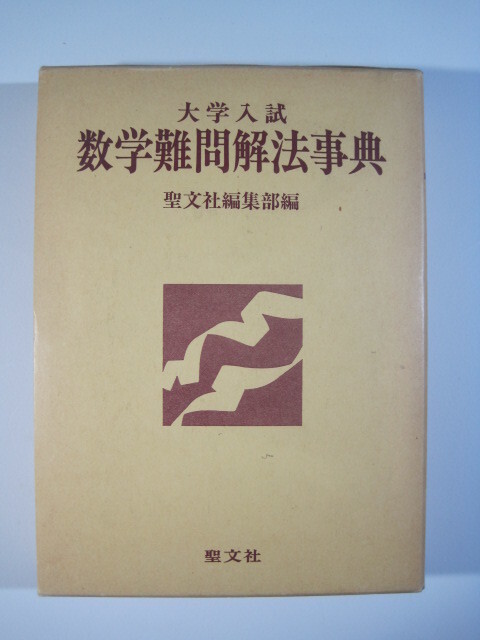 大学入試
数学難問解法事典
聖文社編集部編
聖文社